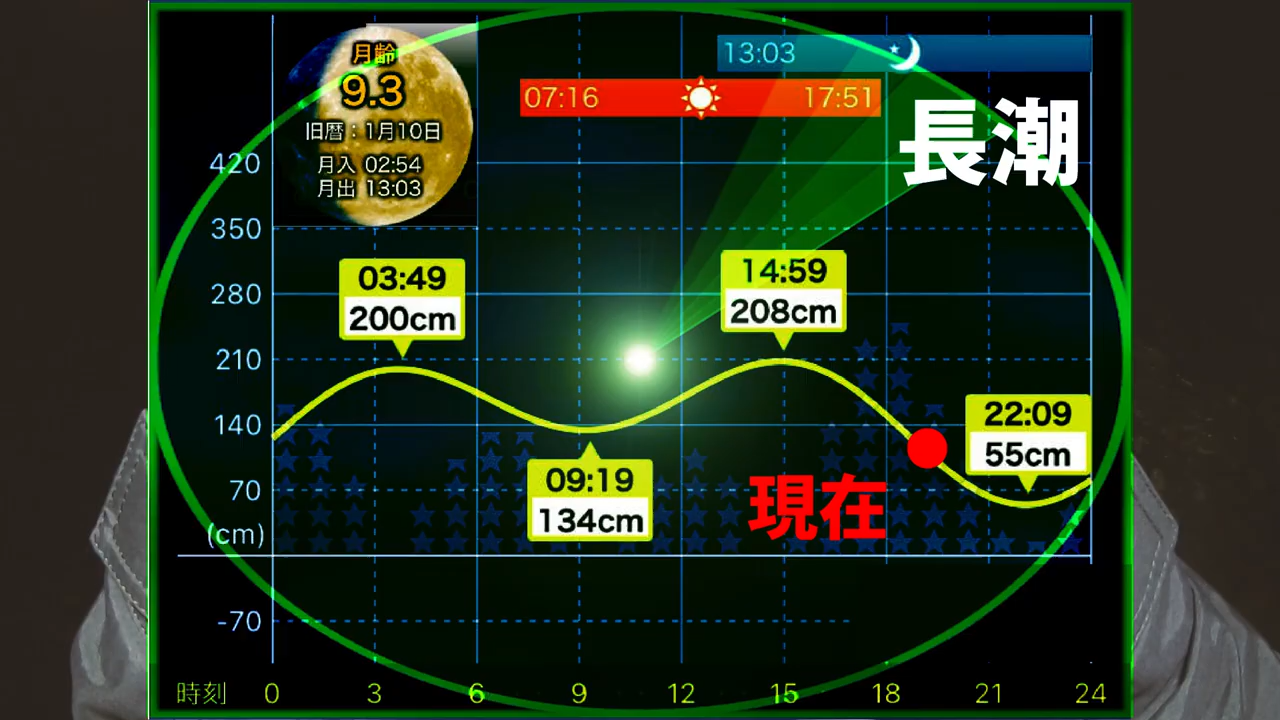 月齢
9.3
旧暦：1月10日
月入 02:54
月出 13:03
13:03
07:16
17:51
長潮
420
350
280
210
140
70
(cm)
-70
03:49
200cm
14:59
208cm
09:19
134cm
22:09
55cm
現在
時刻 0 3 6 9 12 15 18 21 24